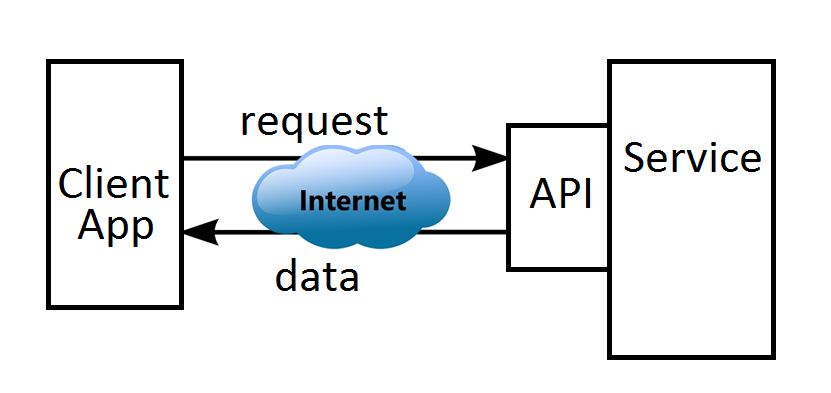 request
Client
App
Internet
data
API
Service